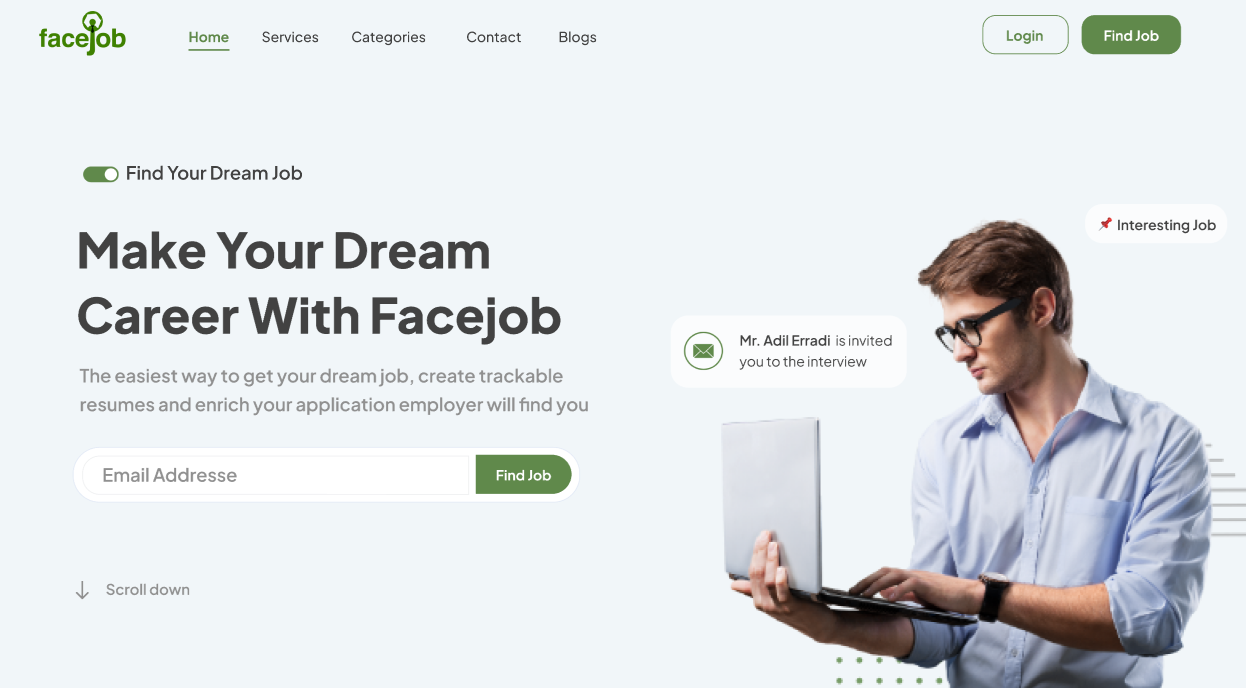 facejob
Home
Services
Categories
Contact
Blogs
Login
Find Job
Find Your Dream Job
Make Your Dream
Career With Facejob
The easiest way to get your dream job, create trackable
resumes and enrich your application employer will find you
Email Addresse
Find Job
Scroll down
Interesting Job
Mr. Adil Erradi is invited
you to the interview